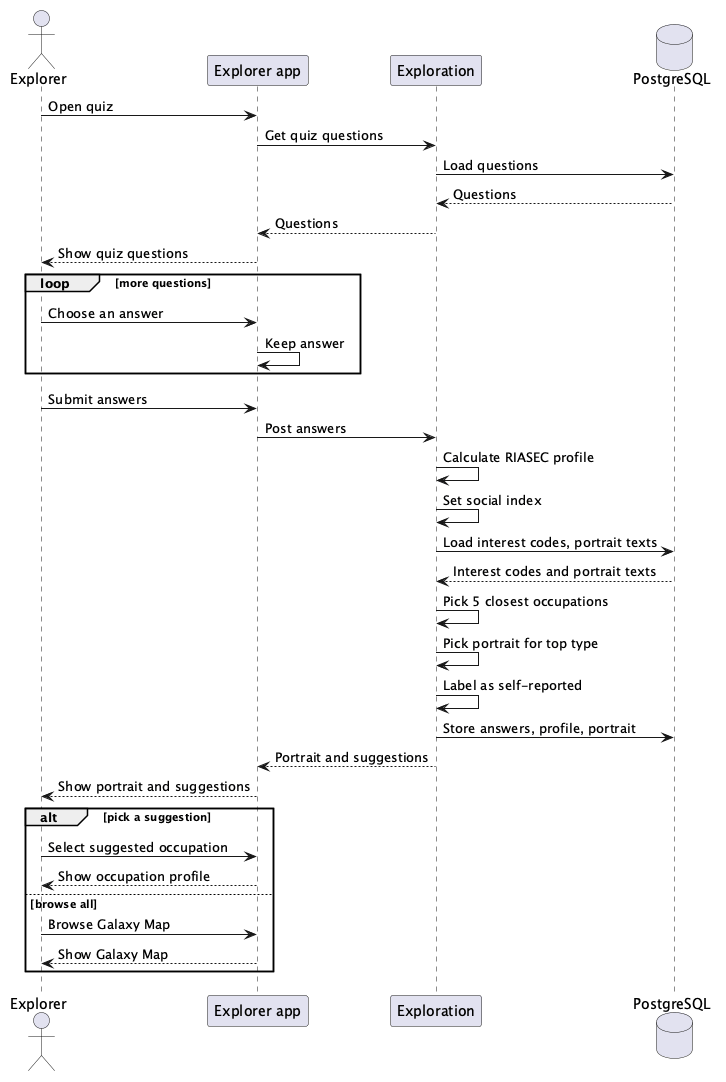 Explorer
Explorer app
Exploration
PostgreSQL
Open quiz
Get quiz questions
Load questions
Questions
Questions
Show quiz questions
loop
[more questions]
Choose an answer
Keep answer
Submit answers
Post answers
Calculate RIASEC profile
Set social index
Load interest codes, portrait texts
Interest codes and portrait texts
Pick 5 closest occupations
Pick portrait for top type
Label as self-reported
Store answers, profile, portrait
Portrait and suggestions
Show portrait and suggestions
alt
[pick a suggestion]
Select suggested occupation
Show occupation profile
[browse all]
Browse Galaxy Map
Show Galaxy Map
Explorer
Explorer app
Exploration
PostgreSQL